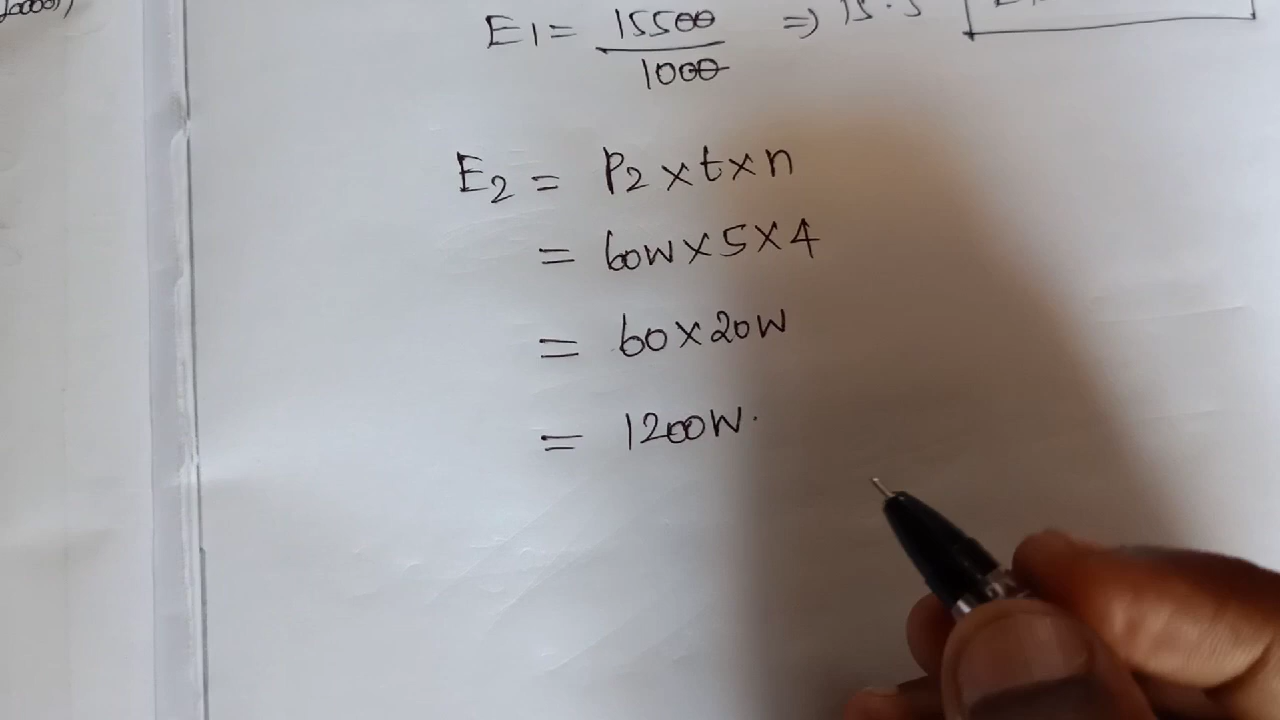 E1 = 15500 / 1000 => 15.5
E2 = P2 × t × n
= 60W × 5 × 4
= 60 × 20W
= 1200W.